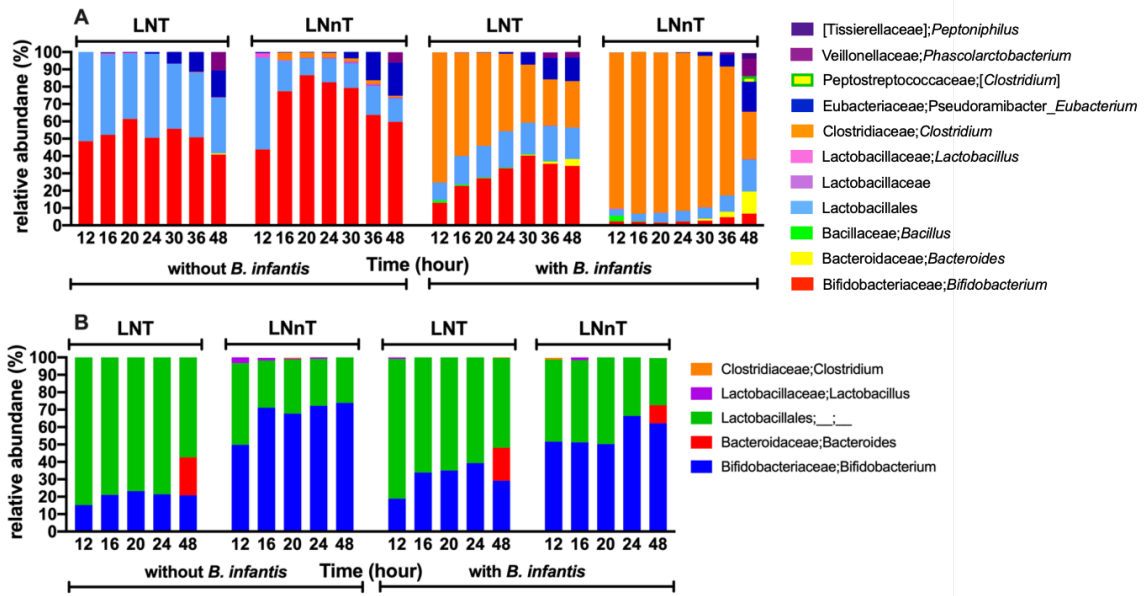 A
LNT LNnT LNT LNnT
relative abundane (%)
100
90
80
70
60
50
40
30
20
10
0
12 16 20 24 30 36 48 12 16 20 24 30 36 48 12 16 20 24 30 36 48 12 16 20 24 30 36 48
without B. infantis Time (hour) with B. infantis
[Tissierellaceae];Peptoniphilus
Veillonellaceae;Phascolarctobacterium
Peptostreptococcaceae;[Clostridium]
Eubacteriaceae;Pseudoramibacter_Eubacterium
Clostridiaceae;Clostridium
Lactobacillaceae;Lactobacillus
Lactobacillaceae
Lactobacillales
Bacillaceae;Bacillus
Bacteroidaceae;Bacteroides
Bifidobacteriaceae;Bifidobacterium
B
LNT LNnT LNT LNnT
relative abundane (%)
100
90
80
70
60
50
40
30
20
10
0
12 16 20 24 48 12 16 20 24 48 12 16 20 24 48 12 16 20 24 48
without B. infantis Time (hour) with B. infantis
Clostridiaceae;Clostridium
Lactobacillaceae;Lactobacillus
Lactobacillales;__;__
Bacteroidaceae;Bacteroides
Bifidobacteriaceae;Bifidobacterium